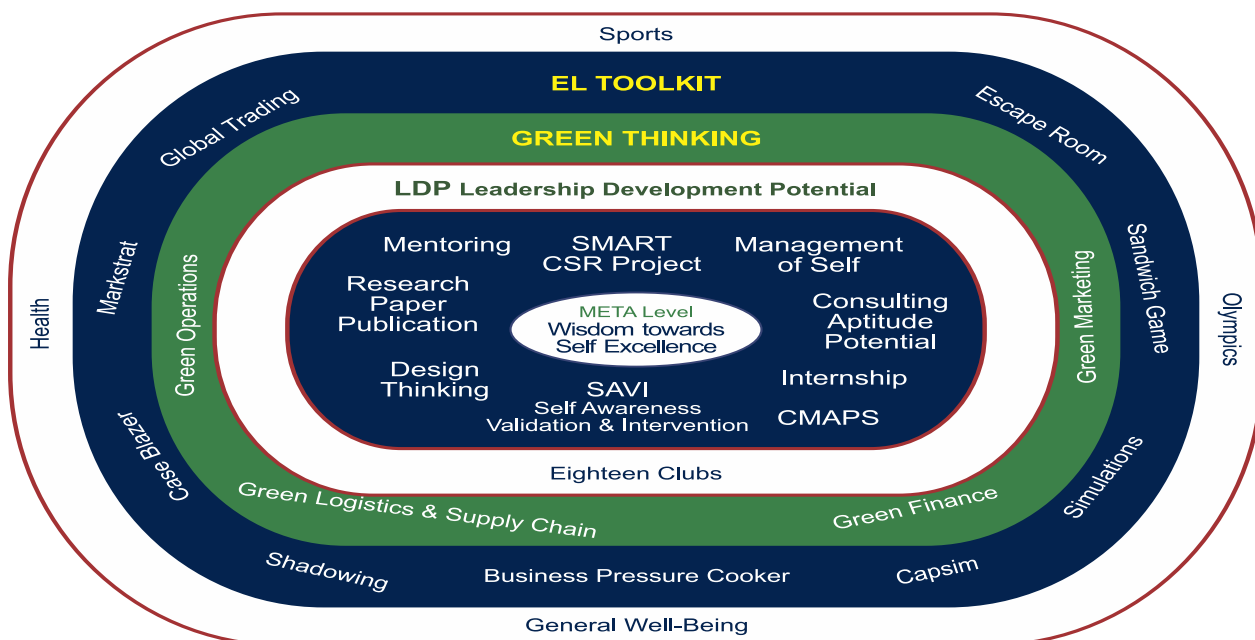 Sports
EL TOOLKIT
Global Trading
Escape Room
GREEN THINKING
LDP Leadership Development Potential
Mentoring
SMART
CSR Project
Management
of Self
Research
Paper
Publication
META Level
Wisdom towards
Self Excellence
Consulting
Aptitude
Potential
Design
Thinking
SAVI
Self Awareness
Validation & Intervention
Internship
CMAPS
Eighteen Clubs
Health
Markstrat
Green Operations
Green Marketing
Sandwich Game
Olympics
Case Blazer
Green Logistics & Supply Chain
Green Finance
Simulations
Shadowing
Business Pressure Cooker
Capsim
General Well-Being